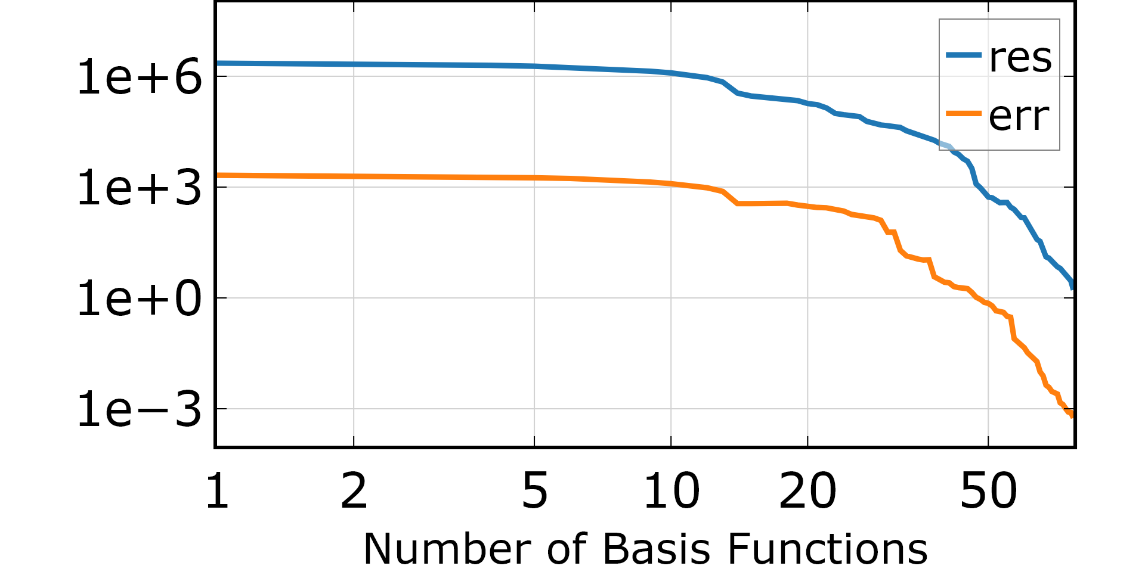 1e+6
1e+3
1e+0
1e−3
res
err
1 2 5 10 20 50
Number of Basis Functions